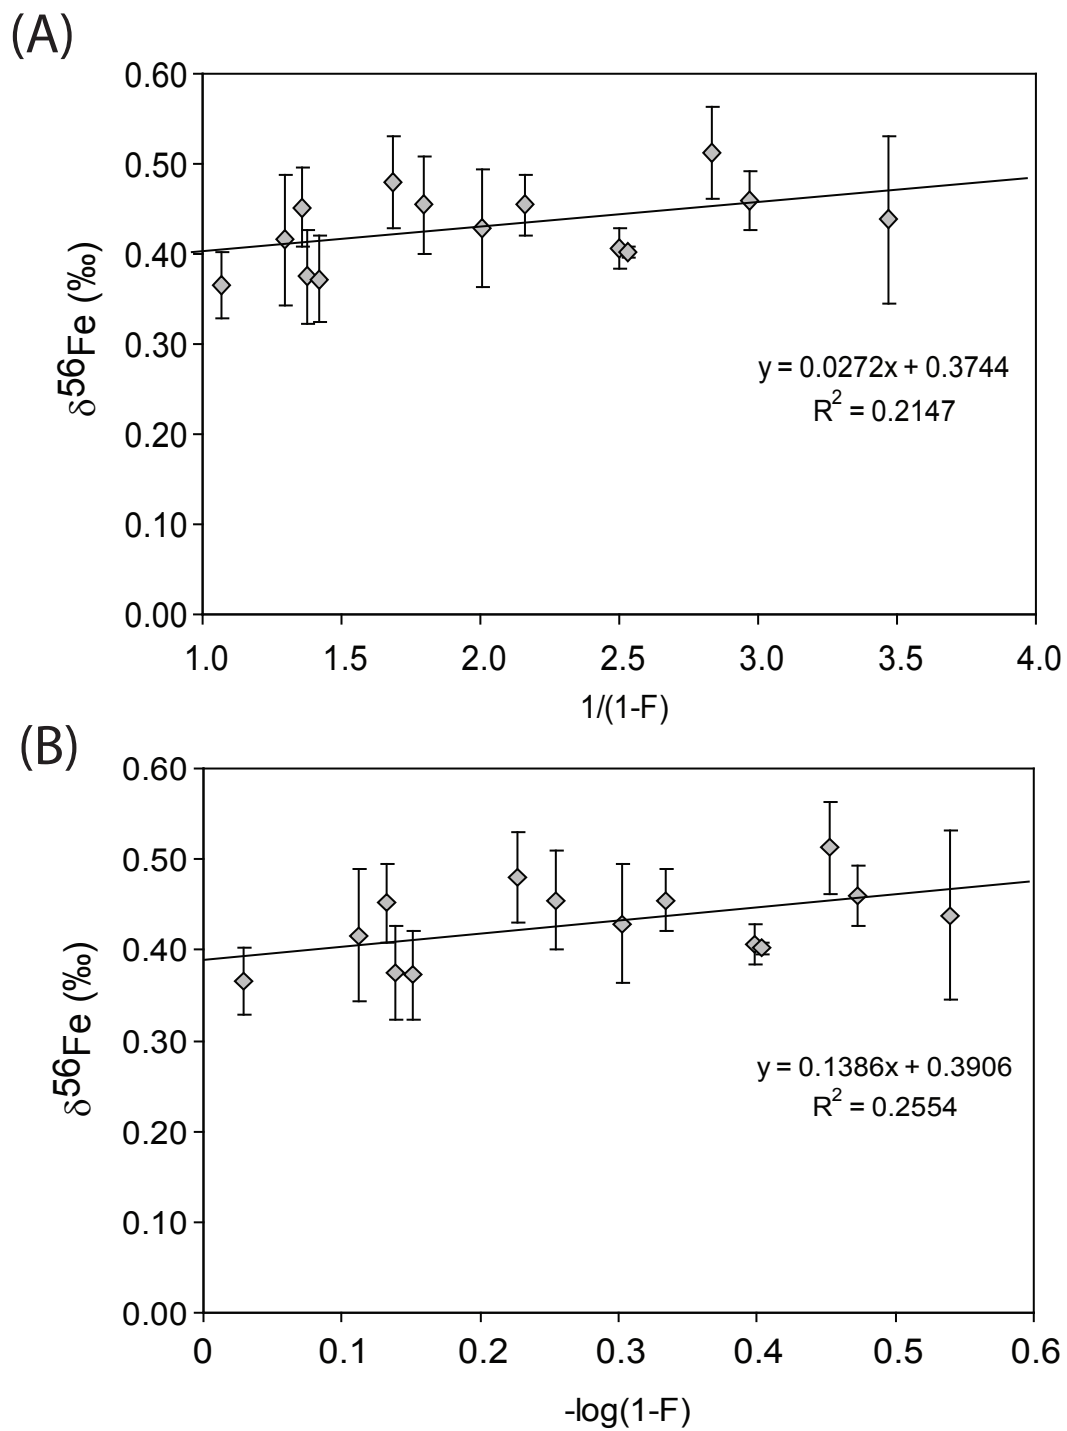 (A)
0.60
0.50
0.40
0.30
0.20
0.10
0.00
δ56Fe (‰)
y = 0.0272x + 0.3744
R2 = 0.2147
1.0 1.5 2.0 2.5 3.0 3.5 4.0
1/(1-F)
(B)
0.60
0.50
0.40
0.30
0.20
0.10
0.00
δ56Fe (‰)
y = 0.1386x + 0.3906
R2 = 0.2554
0 0.1 0.2 0.3 0.4 0.5 0.6
-log(1-F)